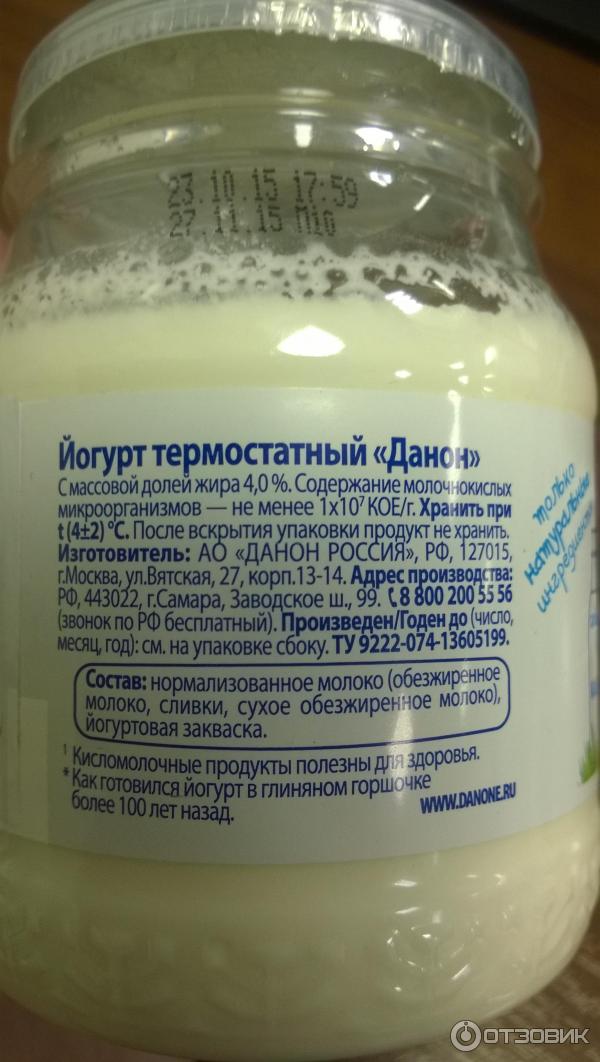 23.10.15 17:59
27.11.15 М10
Йогурт термостатный «Данон»
С массовой долей жира 4,0%. Содержание молочнокислых
микроорганизмов — не менее 1х10⁷ КОЕ/г. Хранить при
t (4±2) °С. После вскрытия упаковки продукт не хранить.
Изготовитель: АО «ДАНОН РОССИЯ», РФ, 127015,
г.Москва, ул.Вятская, 27, корп.13-14. Адрес производства:
РФ, 443022, г.Самара, Заводское ш., 99. 8 800 200 55 56
(звонок по РФ бесплатный). Произведен/Годен до (число,
месяц, год): см. на упаковке сбоку. ТУ 9222-074-13605199.
Состав: нормализованное молоко (обезжиренное
молоко, сливки, сухое обезжиренное молоко),
йогуртовая закваска.
¹ Кисломолочные продукты полезны для здоровья.
* Как готовился йогурт в глиняном горшочке
более 100 лет назад.
WWW.DANONE.RU
только
натуральные
ОТЗОВИК